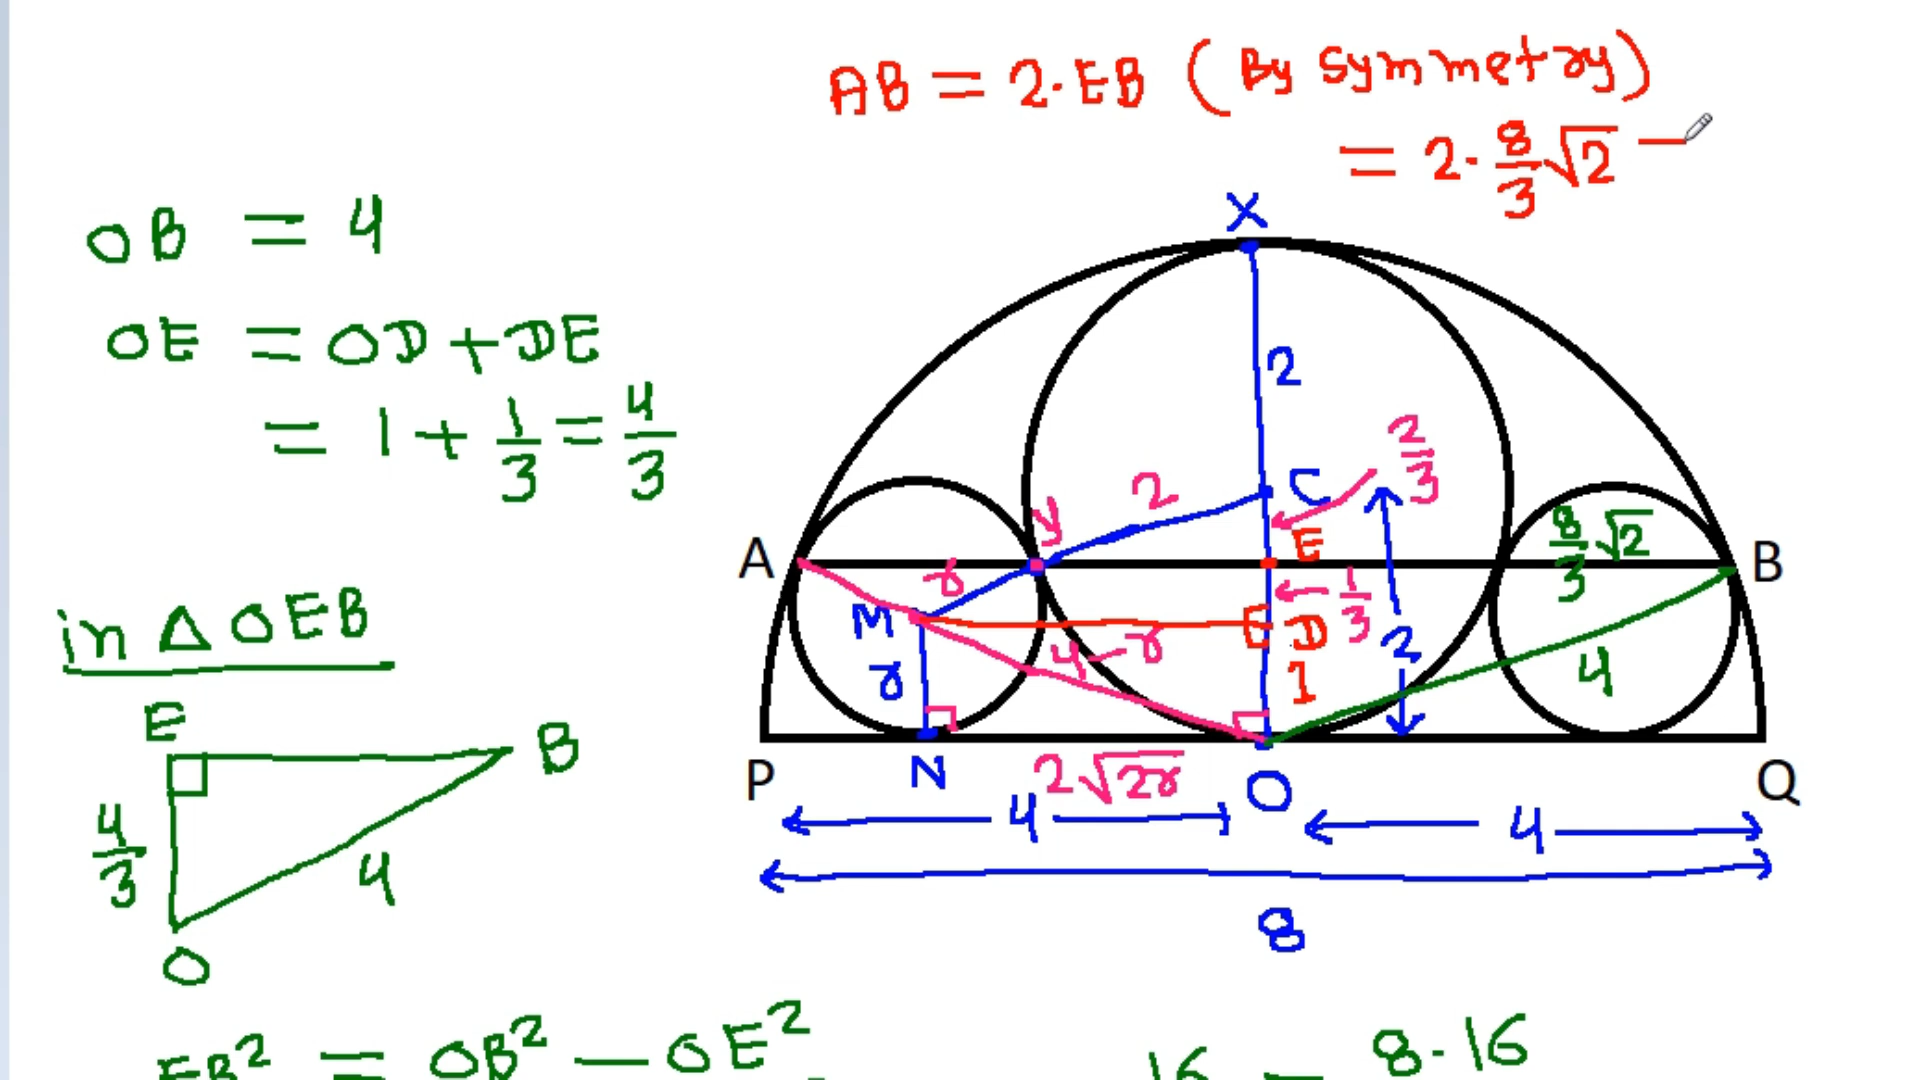 AB = 2·EB (By symmetry)
= 2· 8/3 √2 —
OB = 4
OE = OD + DE
= 1 + 1/3 = 4/3
in △ OEB
E
B
4/3
4
O
EB² = OB² — OE²
16 = 8·16
X
2
2
C
2/3
y
E
8/3 √2
A
B
r
1/3
M
D
2
4-r
r
1
4
P
N
2√2r
O
Q
4
4
8